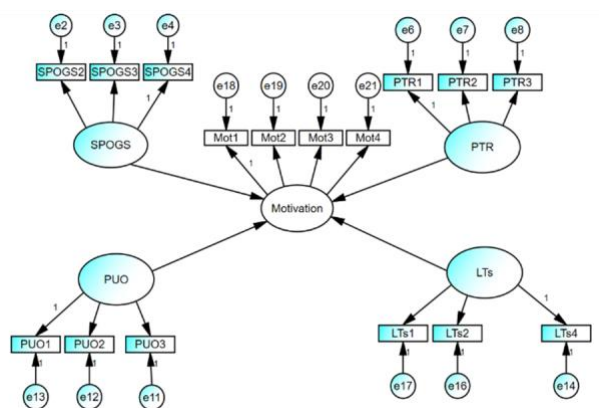 e2 e3 e4
1 1 1
SPOGS2 SPOGS3 SPOGS4
1
SPOGS
e18 e19 e20 e21
1 1 1 1
Mot1 Mot2 Mot3 Mot4
1
e6 e7 e8
1 1 1
PTR1 PTR2 PTR3
1
PTR
Motivation
PUO
1
PUO1 PUO2 PUO3
1 1 1
e13 e12 e11
LTs
1
LTs1 LTs2 LTs4
1 1 1
e17 e16 e14